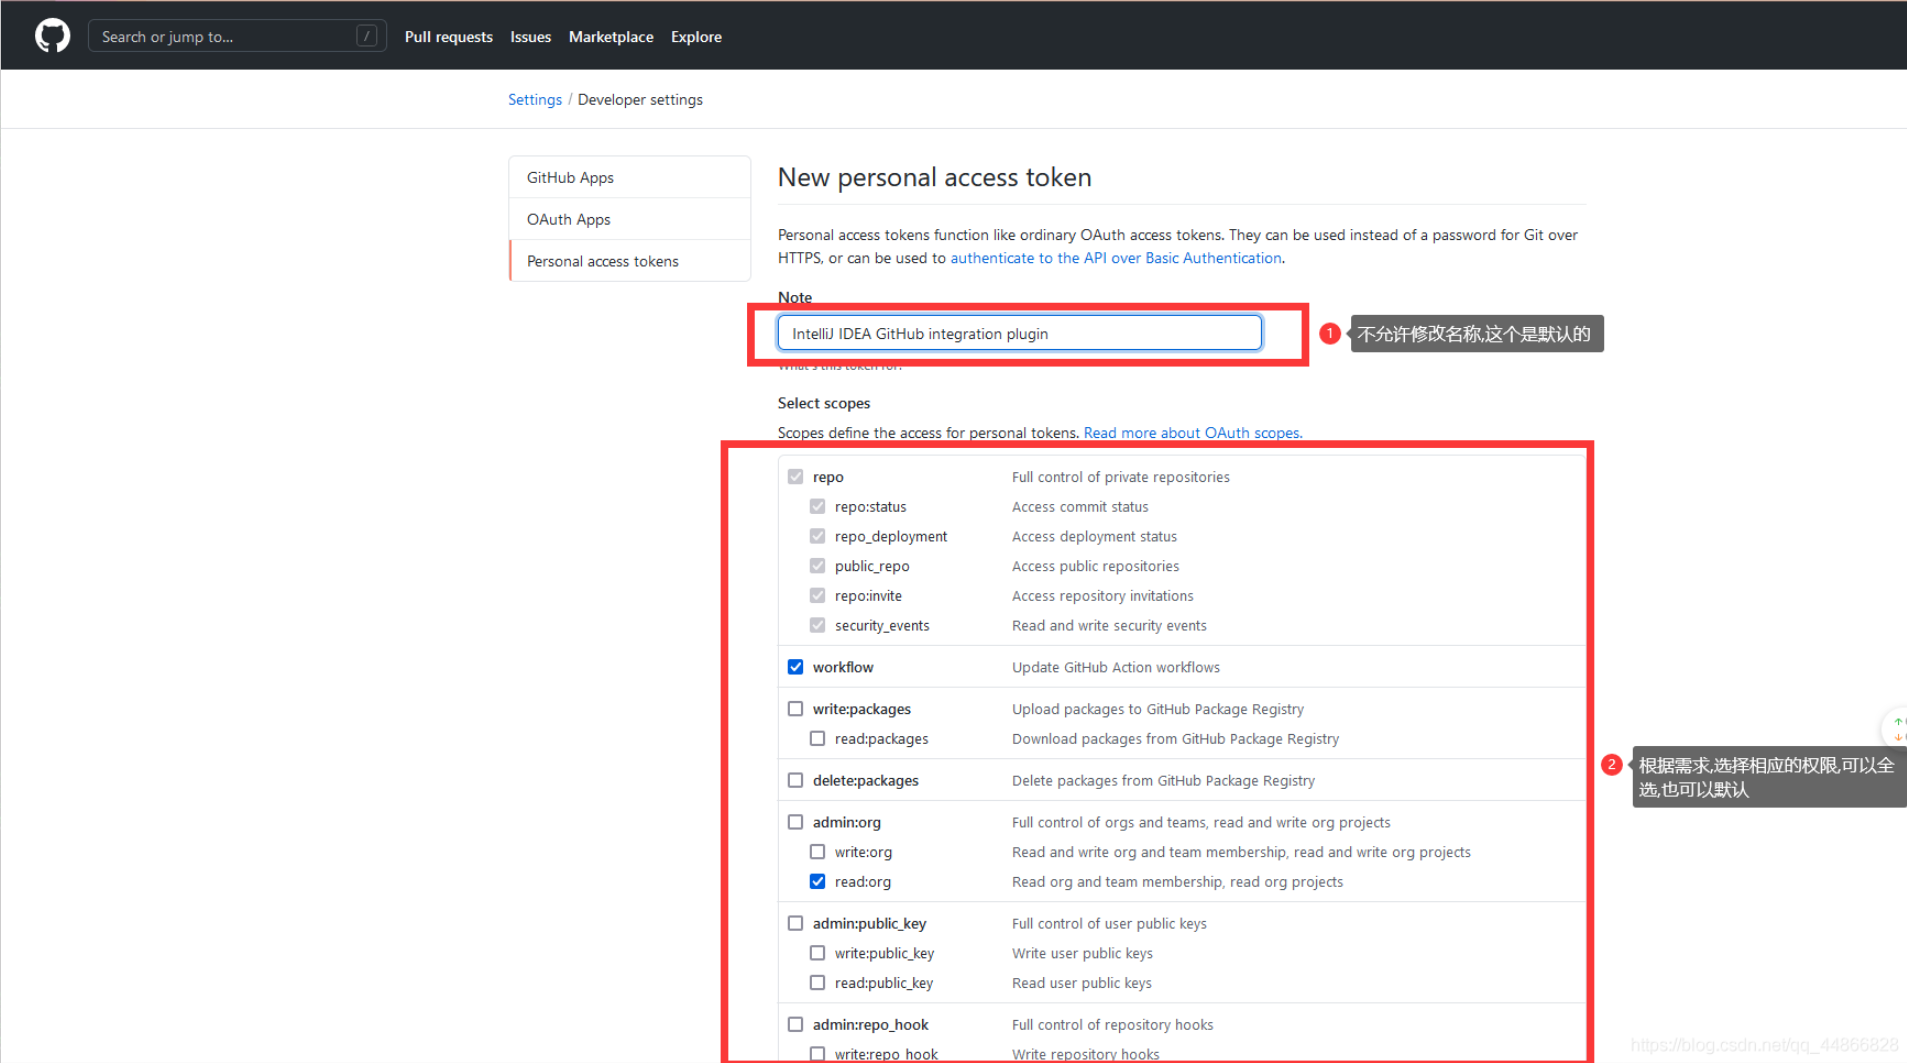 Search or jump to... /
Pull requests Issues Marketplace Explore
Settings / Developer settings
GitHub Apps
OAuth Apps
Personal access tokens
New personal access token
Personal access tokens function like ordinary OAuth access tokens. They can be used instead of a password for Git over
HTTPS, or can be used to authenticate to the API over Basic Authentication.
Note
IntelliJ IDEA GitHub integration plugin
1 不允许修改名称,这个是默认的
What's this token for?
Select scopes
Scopes define the access for personal tokens. Read more about OAuth scopes.
repo Full control of private repositories
repo:status Access commit status
repo_deployment Access deployment status
public_repo Access public repositories
repo:invite Access repository invitations
security_events Read and write security events
workflow Update GitHub Action workflows
write:packages Upload packages to GitHub Package Registry
read:packages Download packages from GitHub Package Registry
delete:packages Delete packages from GitHub Package Registry
2 根据需求,选择相应的权限,可以全
选,也可以默认
admin:org Full control of orgs and teams, read and write org projects
write:org Read and write org and team membership, read and write org projects
read:org Read org and team membership, read org projects
admin:public_key Full control of user public keys
write:public_key Write user public keys
read:public_key Read user public keys
admin:repo_hook Full control of repository hooks
write:repo_hook Write repository hooks
https://blog.csdn.net/qq_44866828